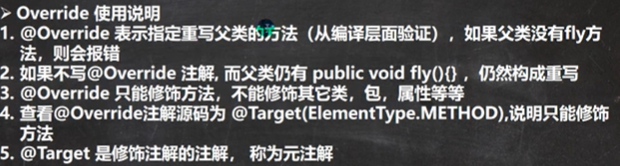 ➢ Override 使用说明
1. @Override 表示指定重写父类的方法（从编译层面验证），如果父类没有fly方
法，则会报错
2. 如果不写@Override 注解, 而父类仍有 public void fly(){} ，仍然构成重写
3. @Override 只能修饰方法，不能修饰其它类，包，属性等等
4. 查看@Override注解源码为 @Target(ElementType.METHOD),说明只能修饰
方法
5. @Target 是修饰注解的注解， 称为元注解